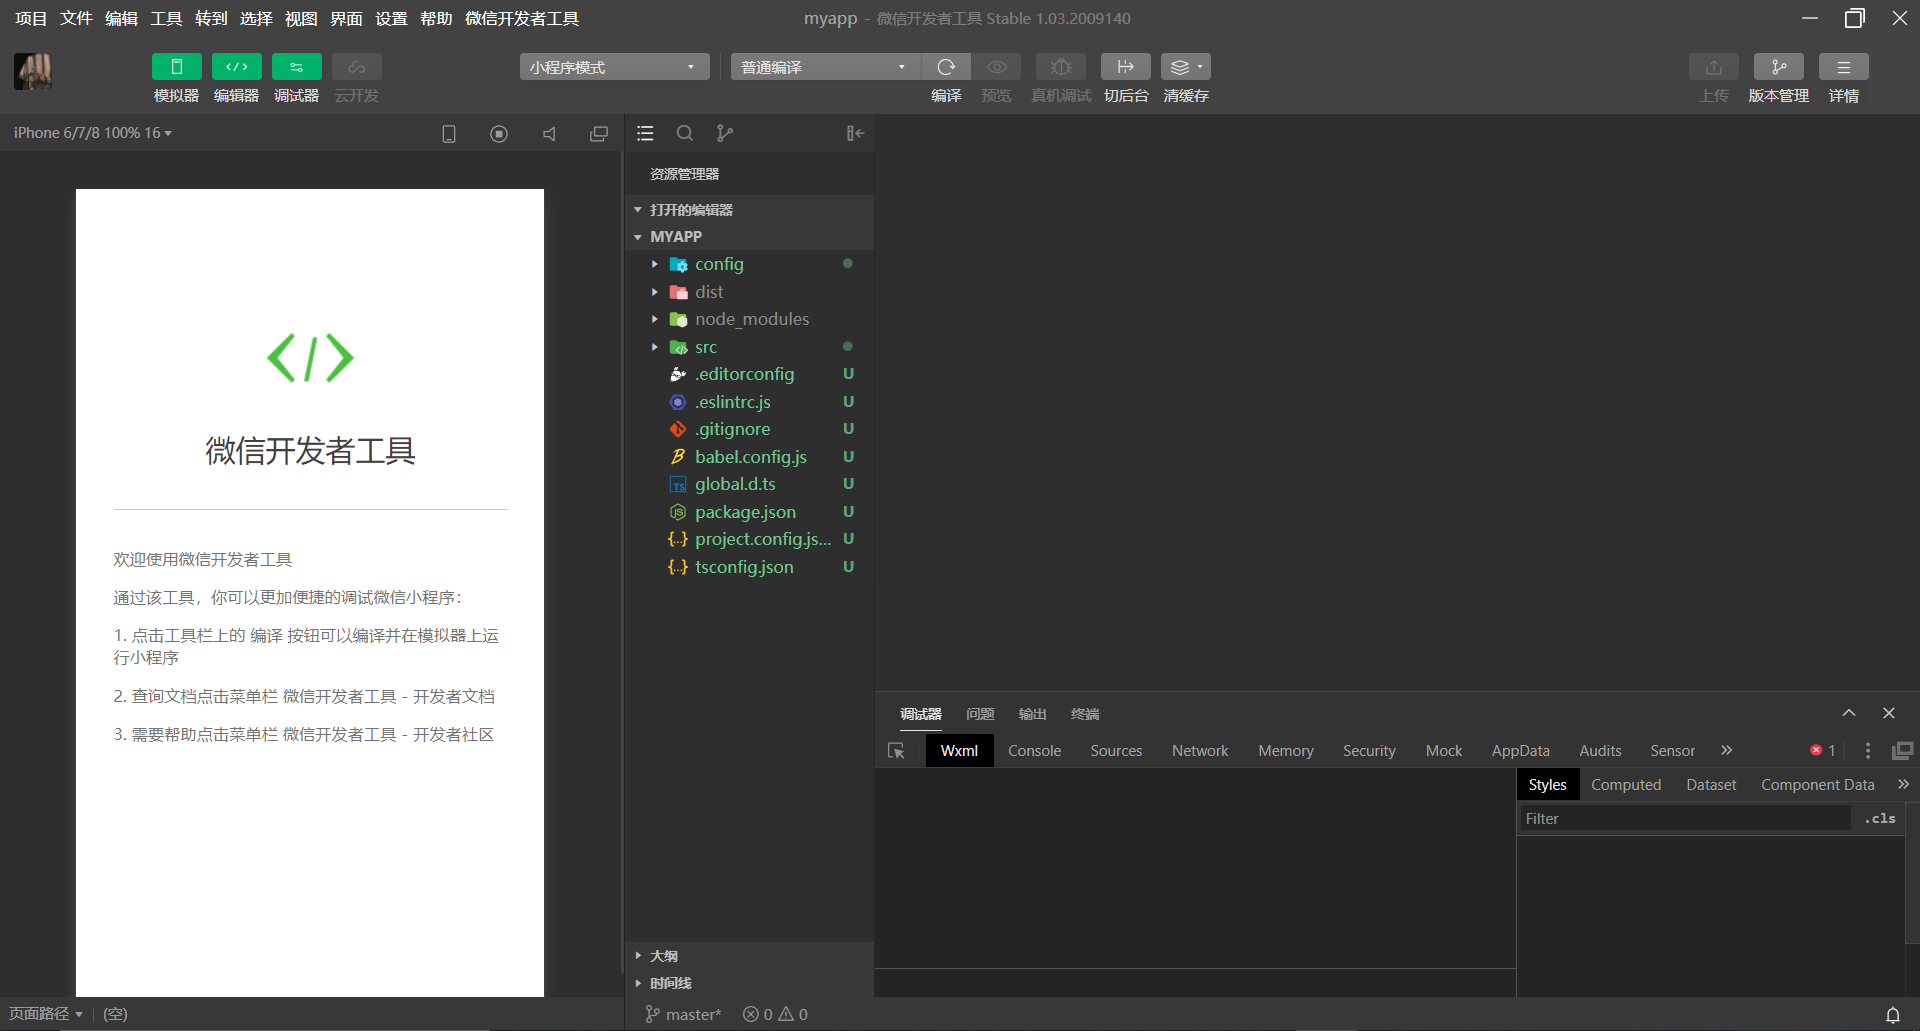 项目 文件 编辑 工具 转到 选择 视图 界面 设置 帮助 微信开发者工具
myapp - 微信开发者工具 Stable 1.03.2009140
小程序模式
普通编译
模拟器 编辑器 调试器 云开发
编译 预览 真机调试 切后台 清缓存
上传 版本管理 详情
iPhone 6/7/8 100% 16
微信开发者工具
欢迎使用微信开发者工具
通过该工具，你可以更加便捷的调试微信小程序：
1. 点击工具栏上的 编译 按钮可以编译并在模拟器上运
行小程序
2. 查询文档点击菜单栏 微信开发者工具 - 开发者文档
3. 需要帮助点击菜单栏 微信开发者工具 - 开发者社区
页面路径 (空)
资源管理器
打开的编辑器
MYAPP
config
dist
node_modules
src
.editorconfig U
.eslintrc.js U
.gitignore U
babel.config.js U
global.d.ts U
package.json U
project.config.js... U
tsconfig.json U
大纲
时间线
master* 0 0
调试器 问题 输出 终端
Wxml Console Sources Network Memory Security Mock AppData Audits Sensor 1
Styles Computed Dataset Component Data
Filter .cls